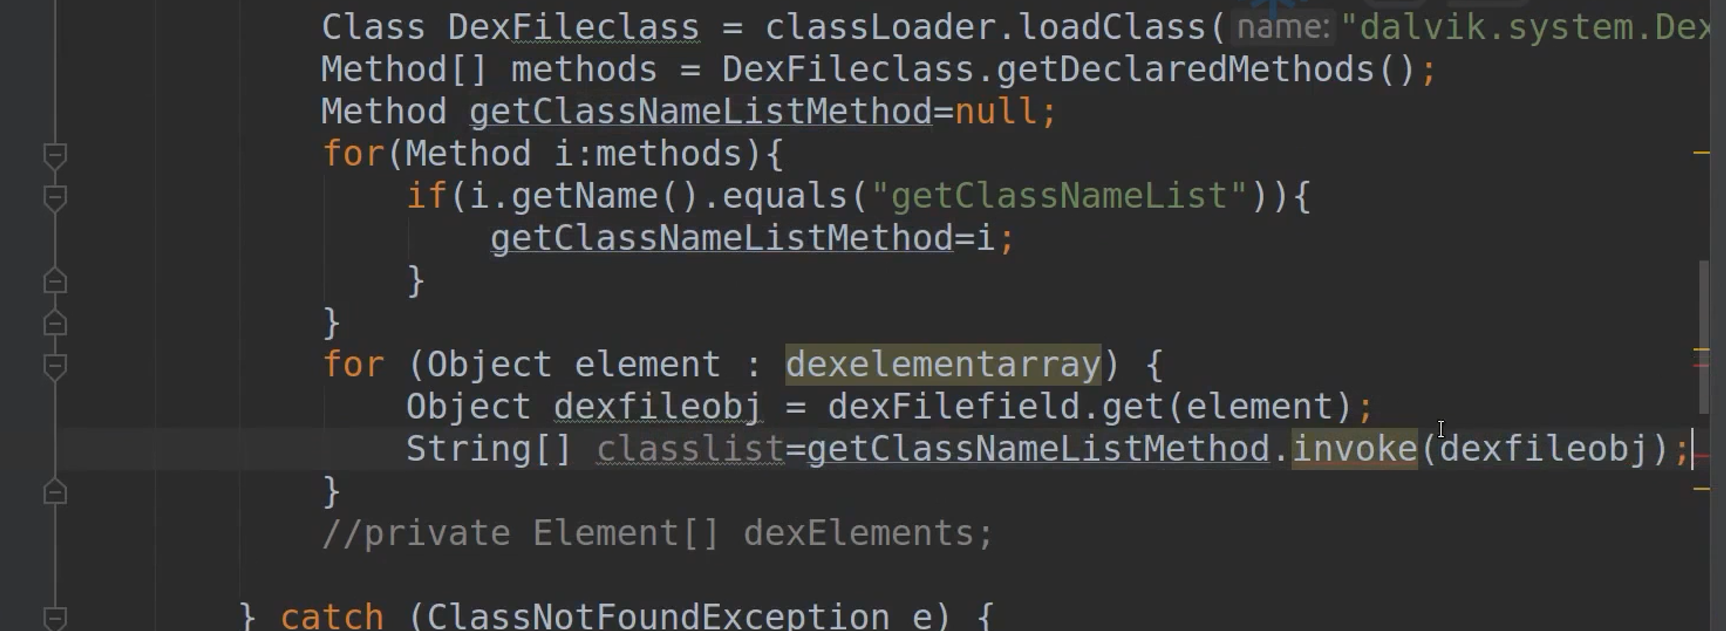 Class DexFileclass = classLoader.loadClass( name: "dalvik.system.Dex
Method[] methods = DexFileclass.getDeclaredMethods();
Method getClassNameListMethod=null;
for(Method i:methods){
if(i.getName().equals("getClassNameList")){
getClassNameListMethod=i;
}
}
for (Object element : dexelementarray) {
Object dexfileobj = dexFilefield.get(element);
String[] classlist=getClassNameListMethod.invoke(dexfileobj);
}
//private Element[] dexElements;
} catch (ClassNotFoundException e) {